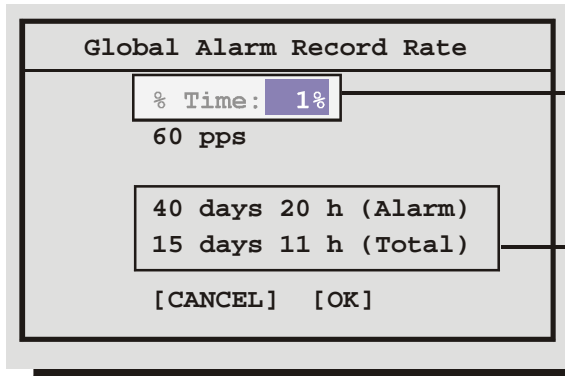 Global Alarm Record Rate
% Time: 1%
60 pps
40 days 20 h (Alarm)
15 days 11 h (Total)
[CANCEL] [OK]